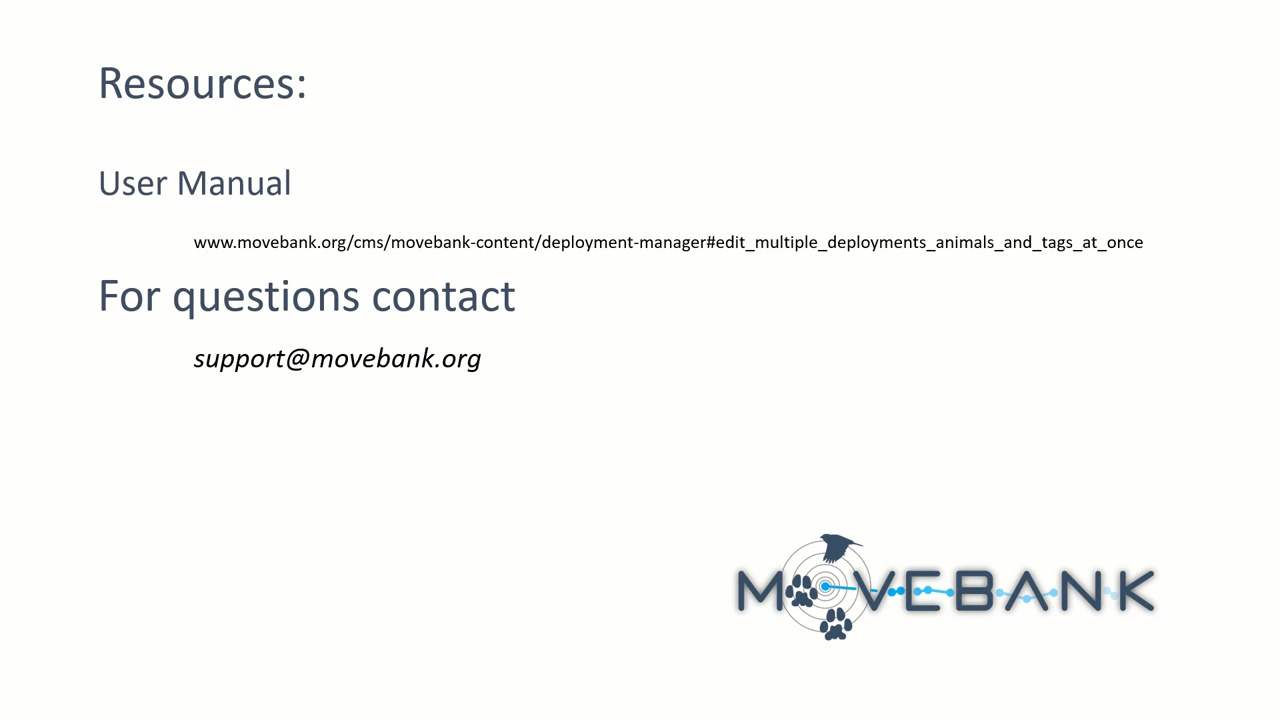 Resources:
User Manual
www.movebank.org/cms/movebank-content/deployment-manager#edit_multiple_deployments_animals_and_tags_at_once
For questions contact
support@movebank.org
MOVEBANK